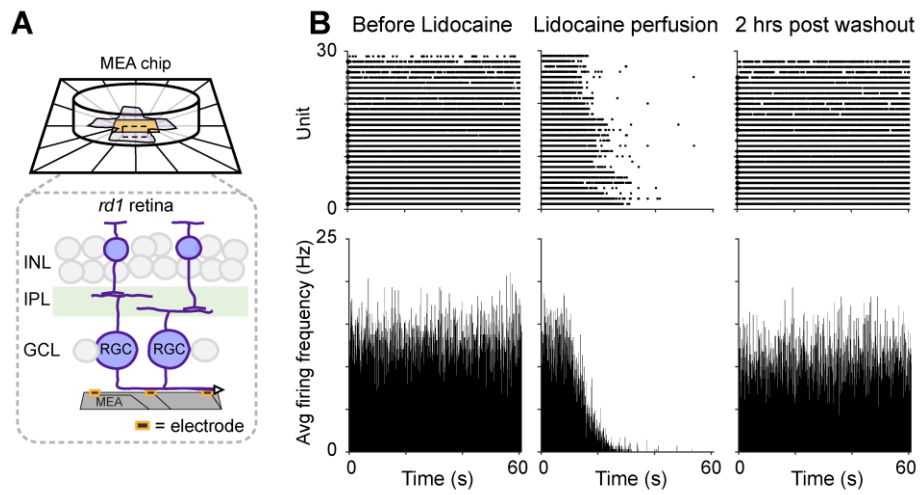 A
MEA chip
rd1 retina
INL
IPL
GCL
RGC
RGC
MEA
= electrode
B
Before Lidocaine
Lidocaine perfusion
2 hrs post washout
30
Unit
0
25
Avg firing frequency (Hz)
0
0
60
0
60
0
60
Time (s)
Time (s)
Time (s)